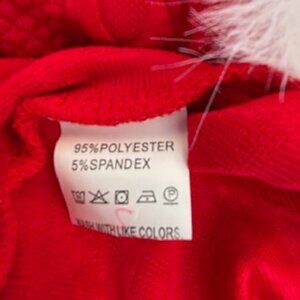 95%POLYESTER
5%SPANDEX
WASH WITH LIKE COLORS.